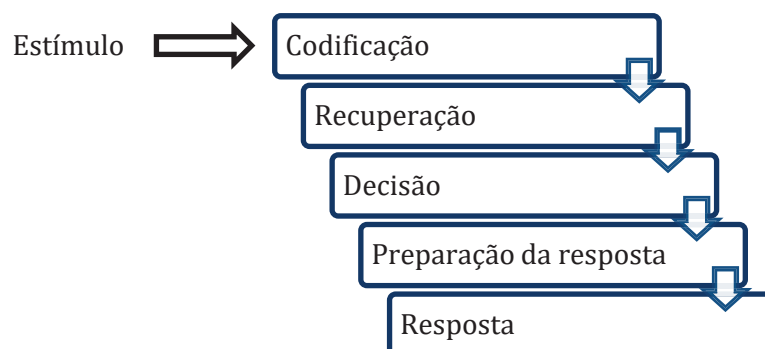 Estímulo
Codificação
Recuperação
Decisão
Preparação da resposta
Resposta